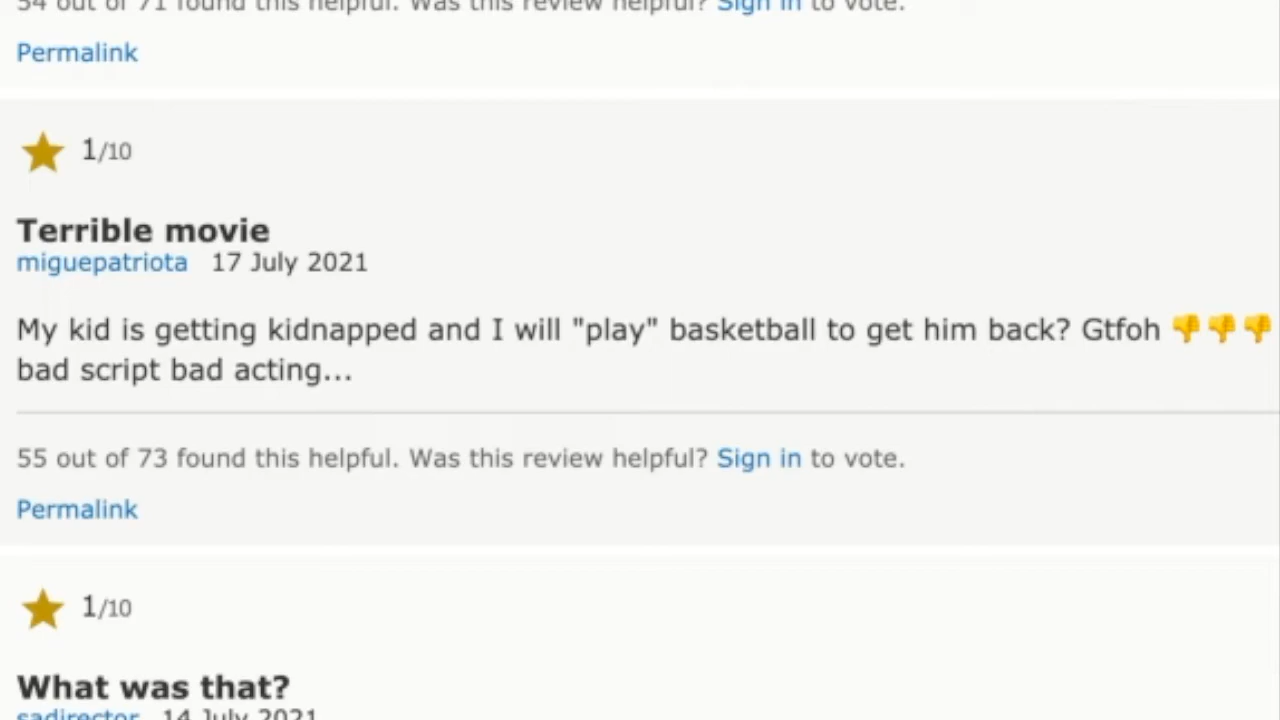 54 out of 71 found this helpful. Was this review helpful? Sign in to vote.
Permalink
1/10
Terrible movie
miguepatriota 17 July 2021
My kid is getting kidnapped and I will "play" basketball to get him back? Gtfoh 👎👎👎
bad script bad acting...
55 out of 73 found this helpful. Was this review helpful? Sign in to vote.
Permalink
1/10
What was that?
sadirector 14 July 2021